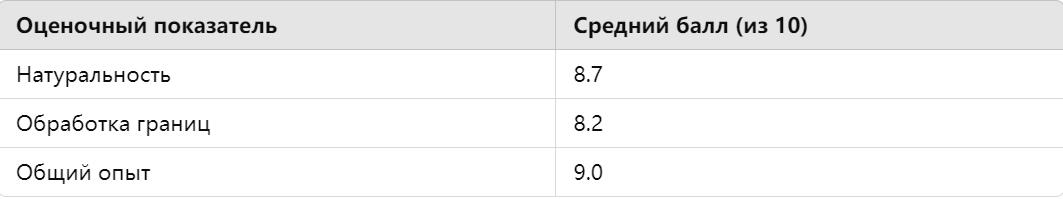 Оценочный показатель Средний балл (из 10)
Натуральность 8.7
Обработка границ 8.2
Общий опыт 9.0